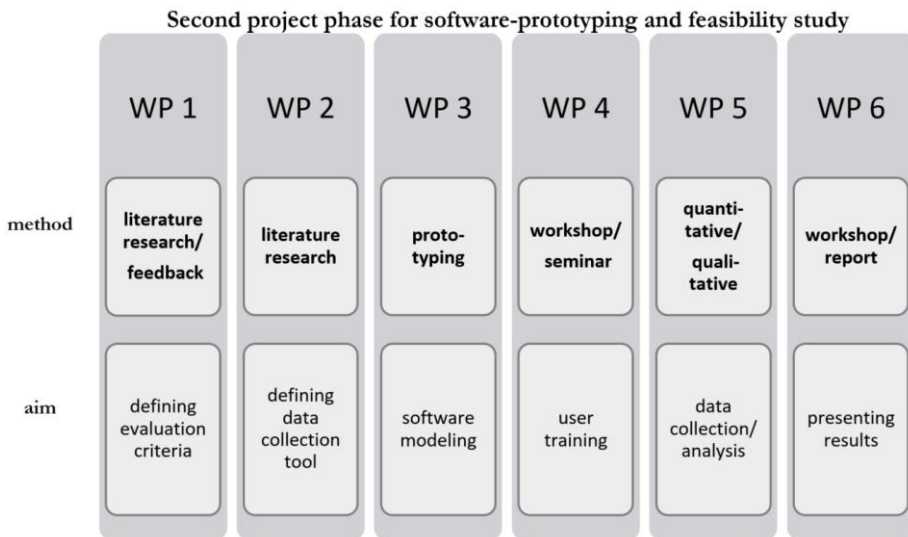 Second project phase for software-prototyping and feasibility study
WP 1
WP 2
WP 3
WP 4
WP 5
WP 6
method
literature
research/
feedback
literature
research
proto-
typing
workshop/
seminar
quanti-
tative/
quali-
tative
workshop/
report
aim
defining
evaluation
criteria
defining
data
collection
tool
software
modeling
user
training
data
collection/
analysis
presenting
results